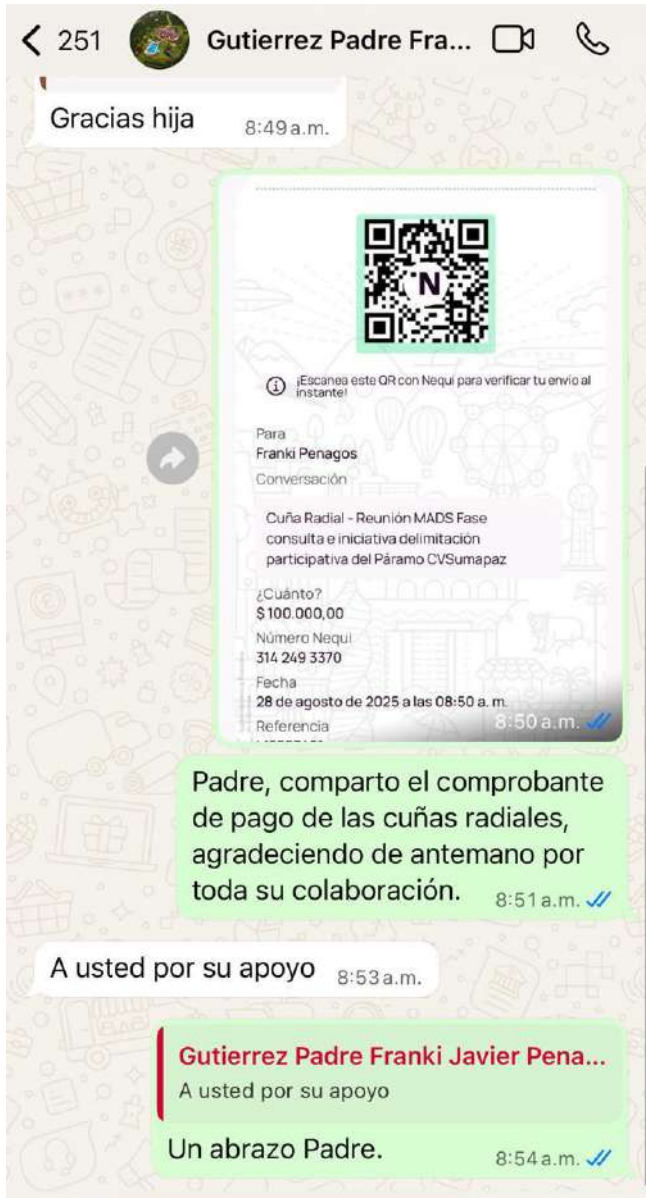 251 Gutierrez Padre Fra...
Gracias hija
8:49 a.m.
N
¡Escanea este QR con Nequi para verificar tu envío al
instante!
Para
Franki Penagos
Conversación
Cuña Radial - Reunión MADS Fase
consulta e iniciativa delimitación
participativa del Páramo CVSumapaz
¿Cuánto?
$100.000,00
Número Nequi
314 249 3370
Fecha
28 de agosto de 2025 a las 08:50 a. m.
Referencia
8:50 a.m.
Padre, comparto el comprobante
de pago de las cuñas radiales,
agradeciendo de antemano por
toda su colaboración.
8:51 a.m.
A usted por su apoyo
8:53 a.m.
Gutierrez Padre Franki Javier Pena...
A usted por su apoyo
Un abrazo Padre.
8:54 a.m.